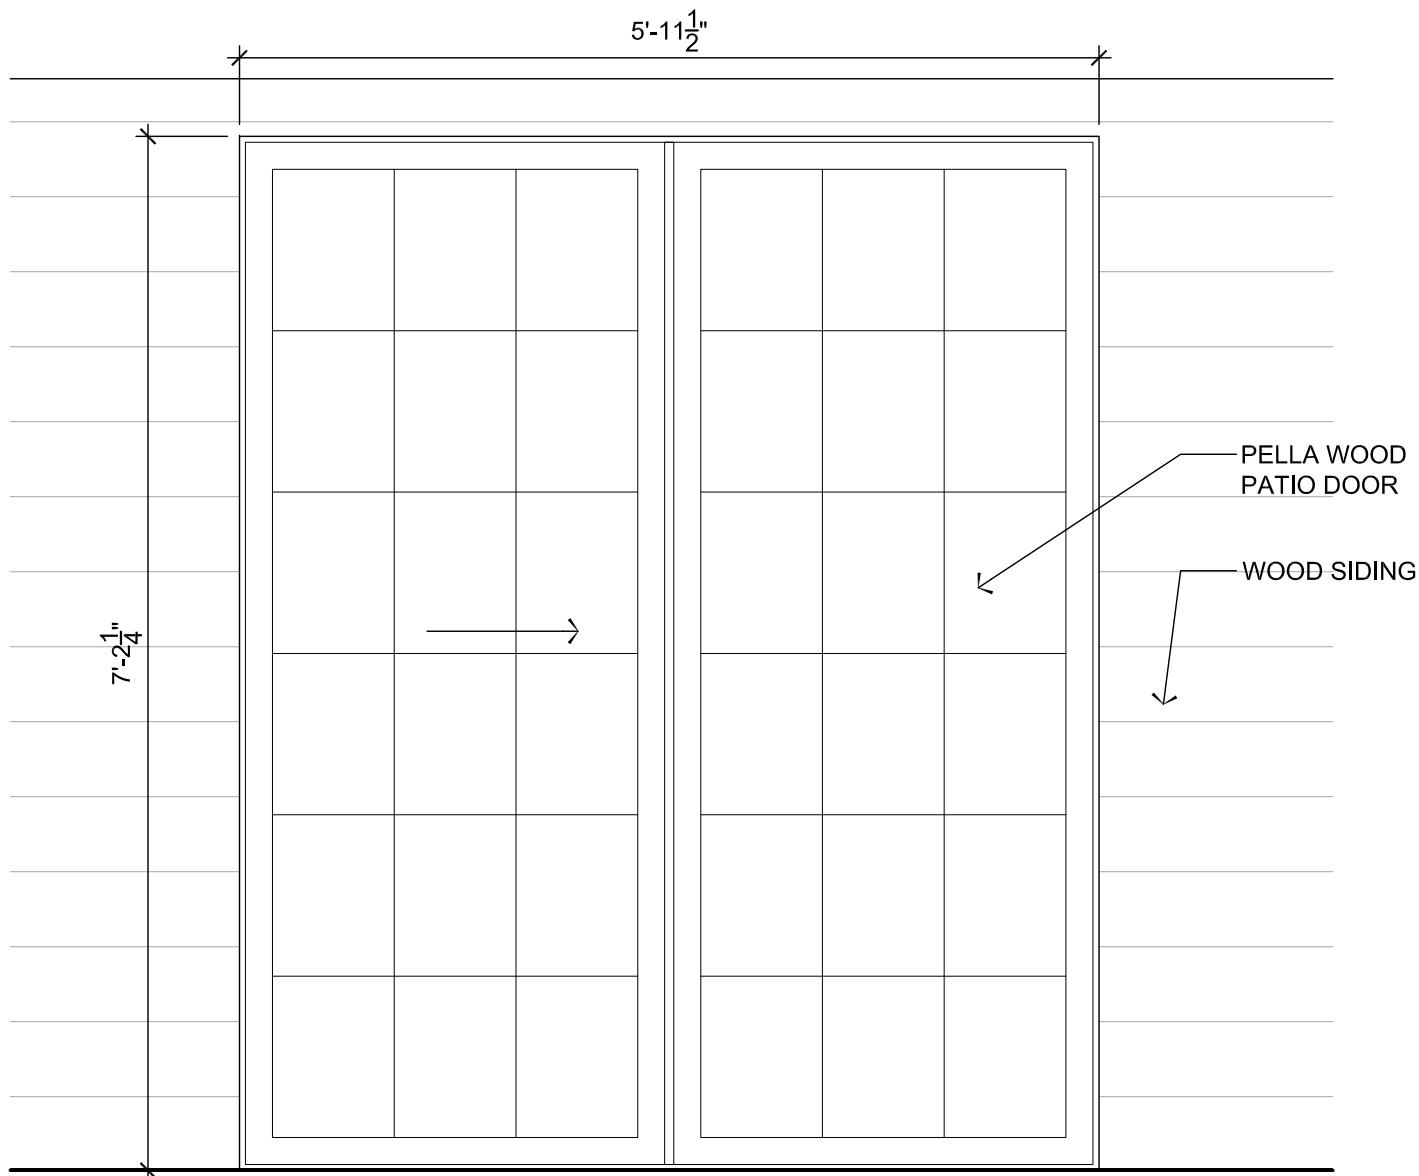 5'-11 1/2"
PELLA WOOD
PATIO DOOR
WOOD SIDING
7'-2 1/4"